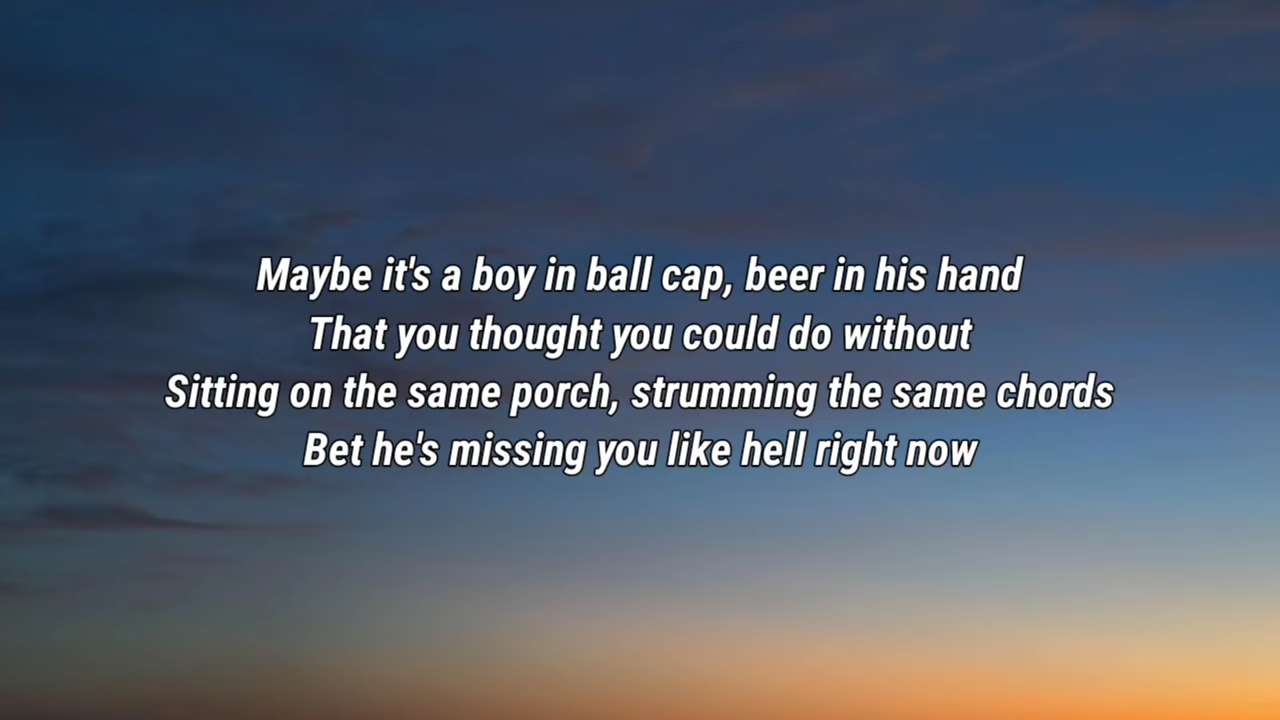 Maybe it's a boy in ball cap, beer in his hand
That you thought you could do without
Sitting on the same porch, strumming the same chords
Bet he's missing you like hell right now